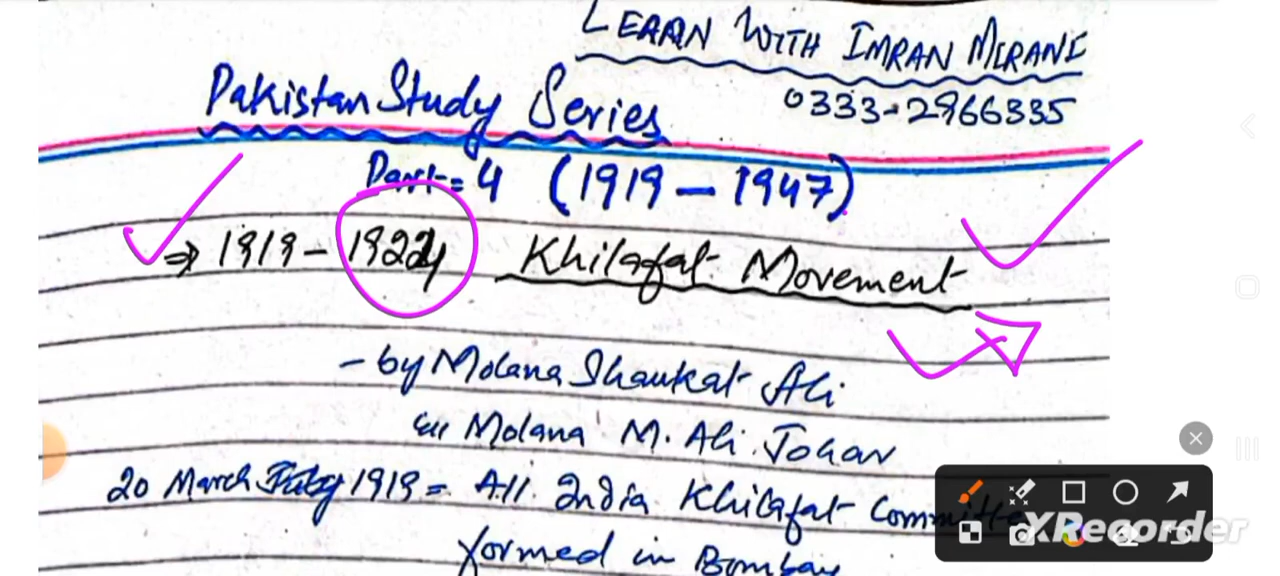 LEARN WITH IMRAN MIRANI
0333-2966335
Pakistan Study Series
Part = 4 (1919 – 1947)
⇒ 1919 – 1924 Khilafat Movement
- by Molana Shaukat Ali
Molana M. Ali Johar
20 March 1919 = All India Khilafat Committe
formed in Bombay
XRecorder